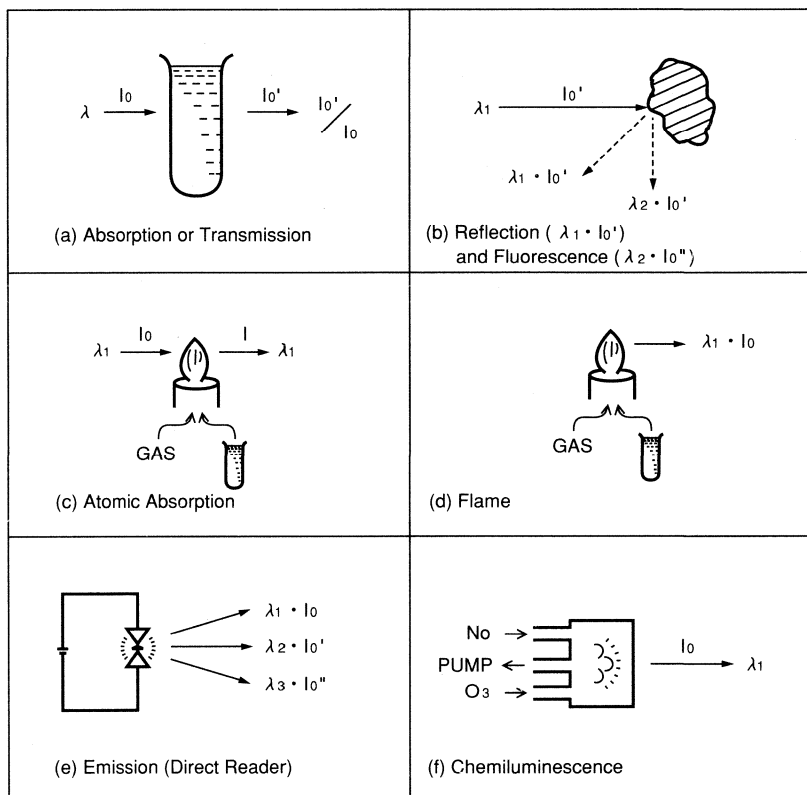 λ I₀ I₀' I₀'/I₀
(a) Absorption or Transmission
λ₁ I₀'
λ₁・I₀'
λ₂・I₀'
(b) Reflection ( λ₁・I₀')
and Fluorescence ( λ₂・I₀")
λ₁ I₀ I λ₁
GAS
(c) Atomic Absorption
λ₁・I₀
GAS
(d) Flame
λ₁・I₀
λ₂・I₀'
λ₃・I₀"
(e) Emission (Direct Reader)
No
PUMP
O₃
I₀ λ₁
(f) Chemiluminescence